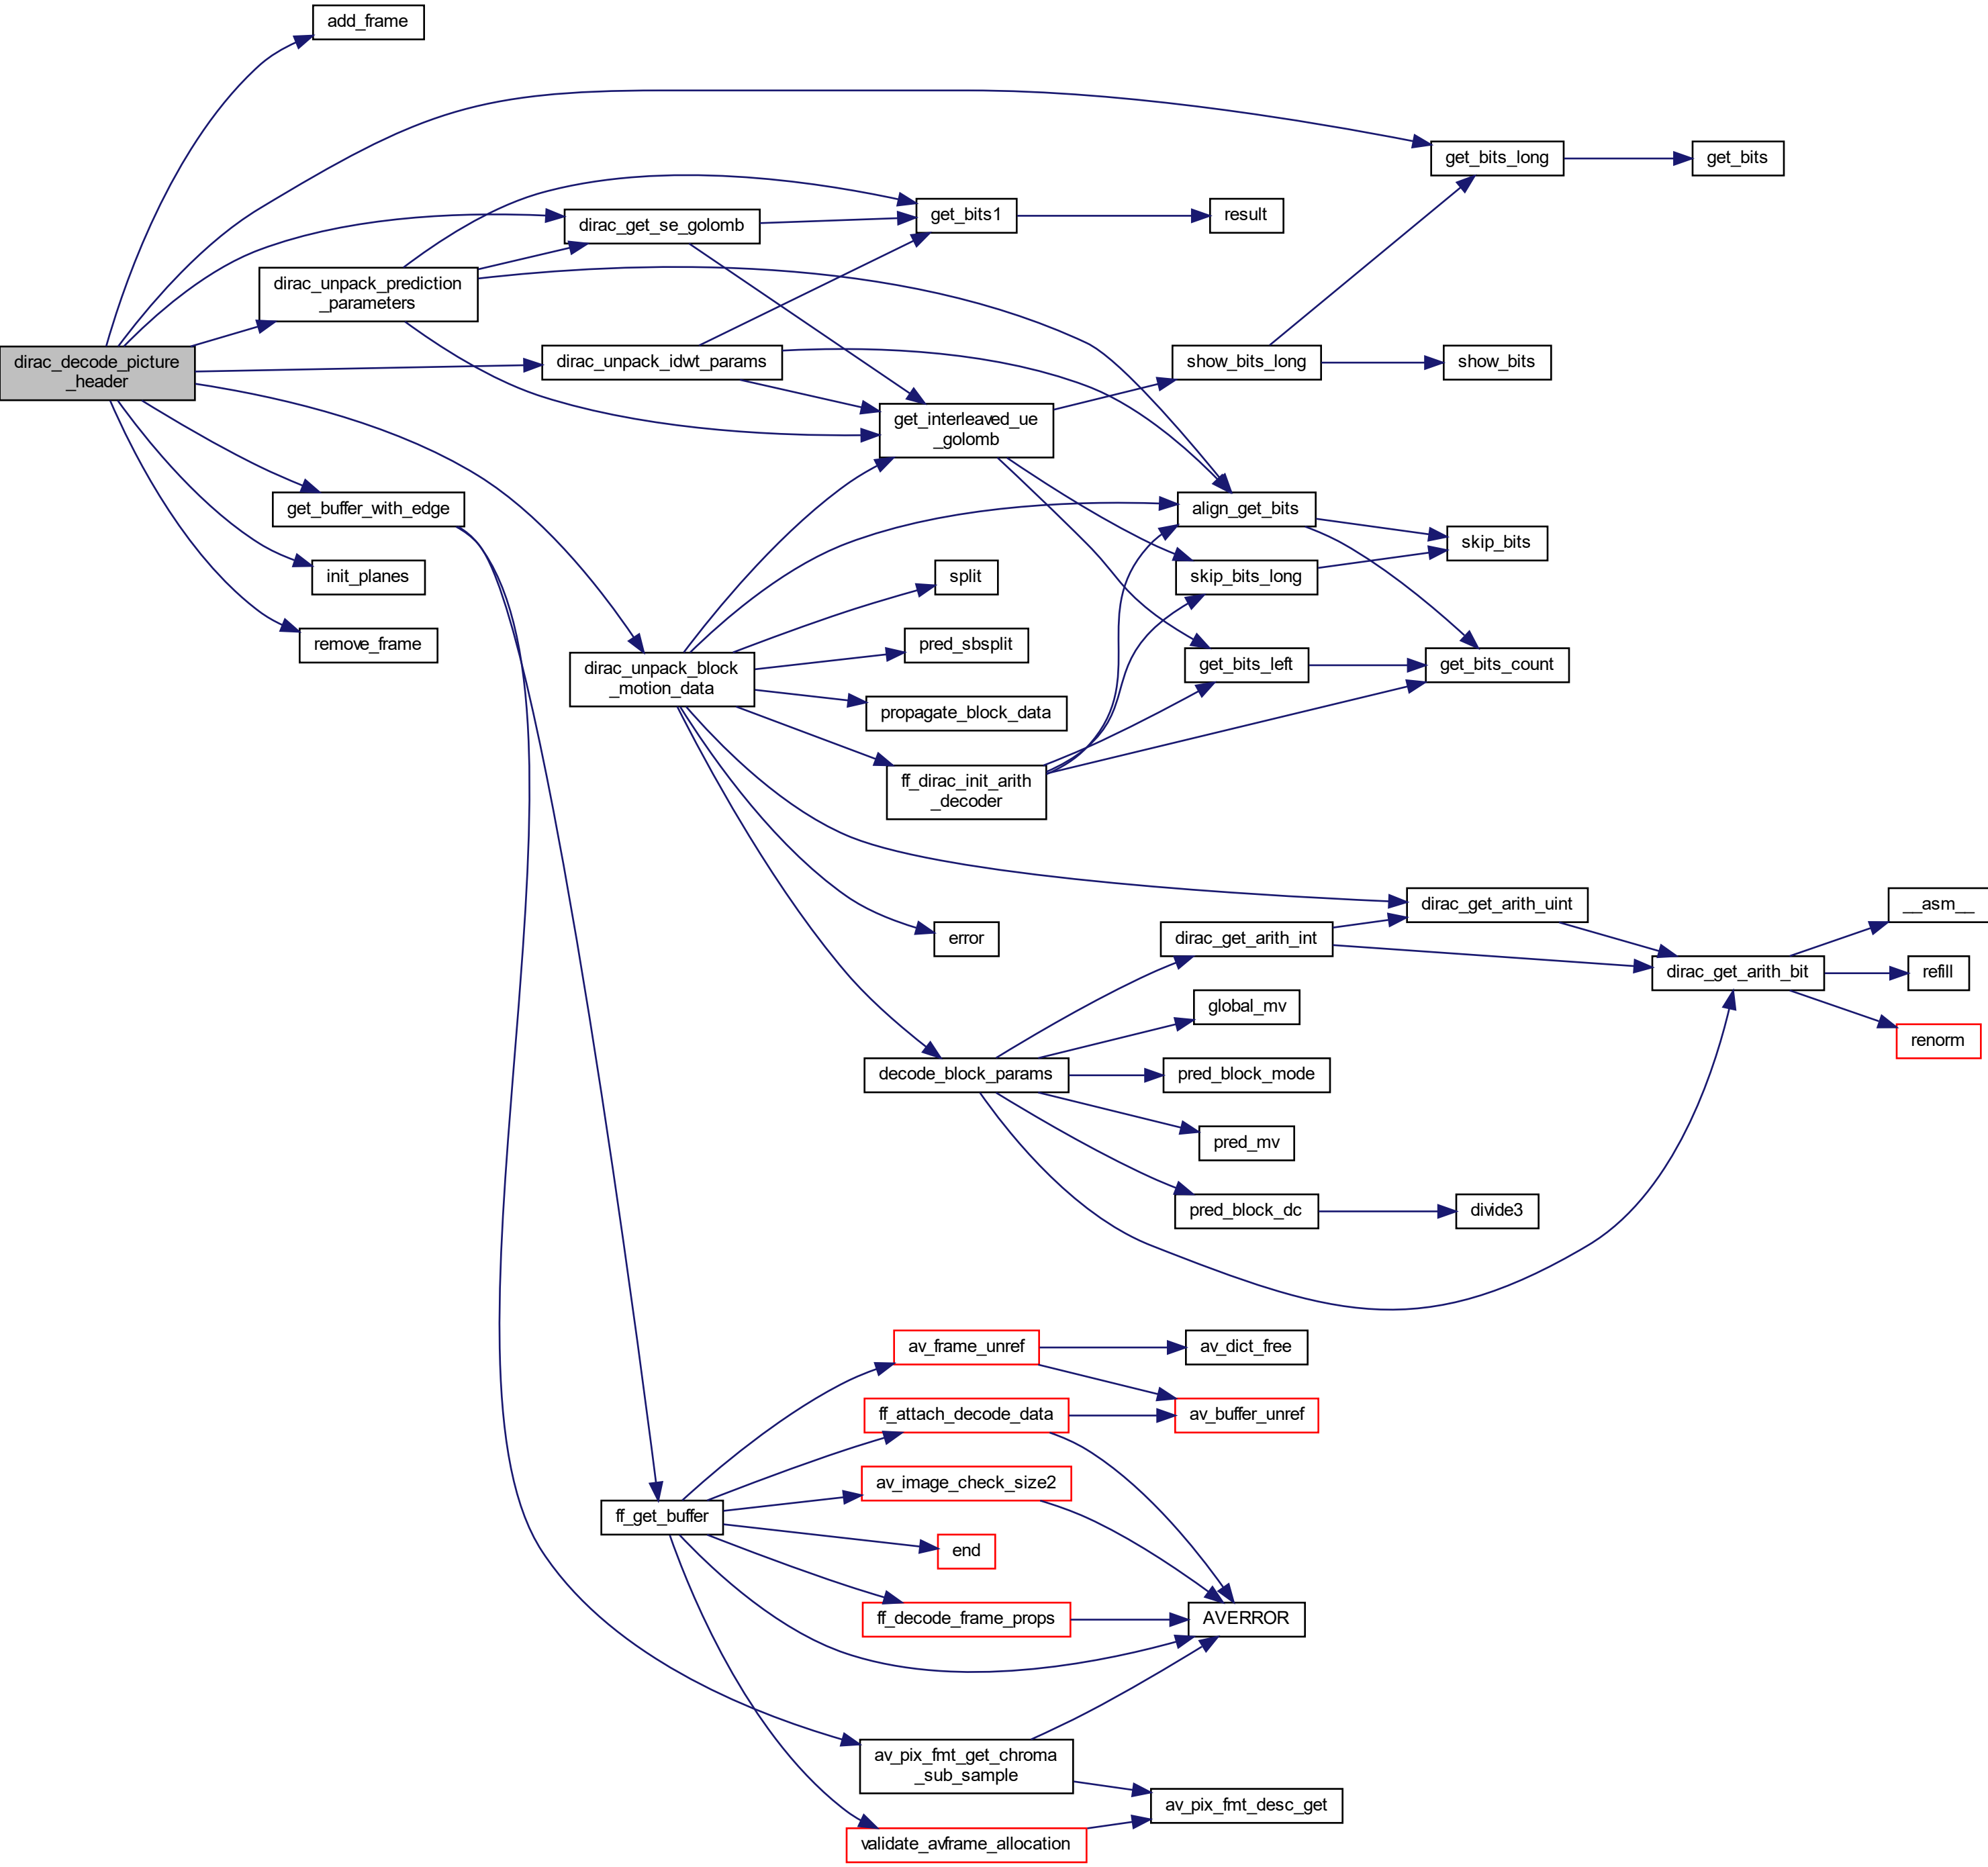 add_frame
get_bits_long
get_bits
get_bits1
result
dirac_get_se_golomb
dirac_unpack_prediction
_parameters
dirac_decode_picture
_header
dirac_unpack_idwt_params
show_bits_long
show_bits
get_interleaved_ue
_golomb
get_buffer_with_edge
align_get_bits
skip_bits
init_planes
split
skip_bits_long
remove_frame
pred_sbsplit
dirac_unpack_block
_motion_data
get_bits_left
get_bits_count
propagate_block_data
ff_dirac_init_arith
_decoder
dirac_get_arith_uint
__asm__
error
dirac_get_arith_int
dirac_get_arith_bit
refill
global_mv
renorm
decode_block_params
pred_block_mode
pred_mv
pred_block_dc
divide3
av_frame_unref
av_dict_free
ff_attach_decode_data
av_buffer_unref
av_image_check_size2
ff_get_buffer
end
ff_decode_frame_props
AVERROR
av_pix_fmt_get_chroma
_sub_sample
av_pix_fmt_desc_get
validate_avframe_allocation